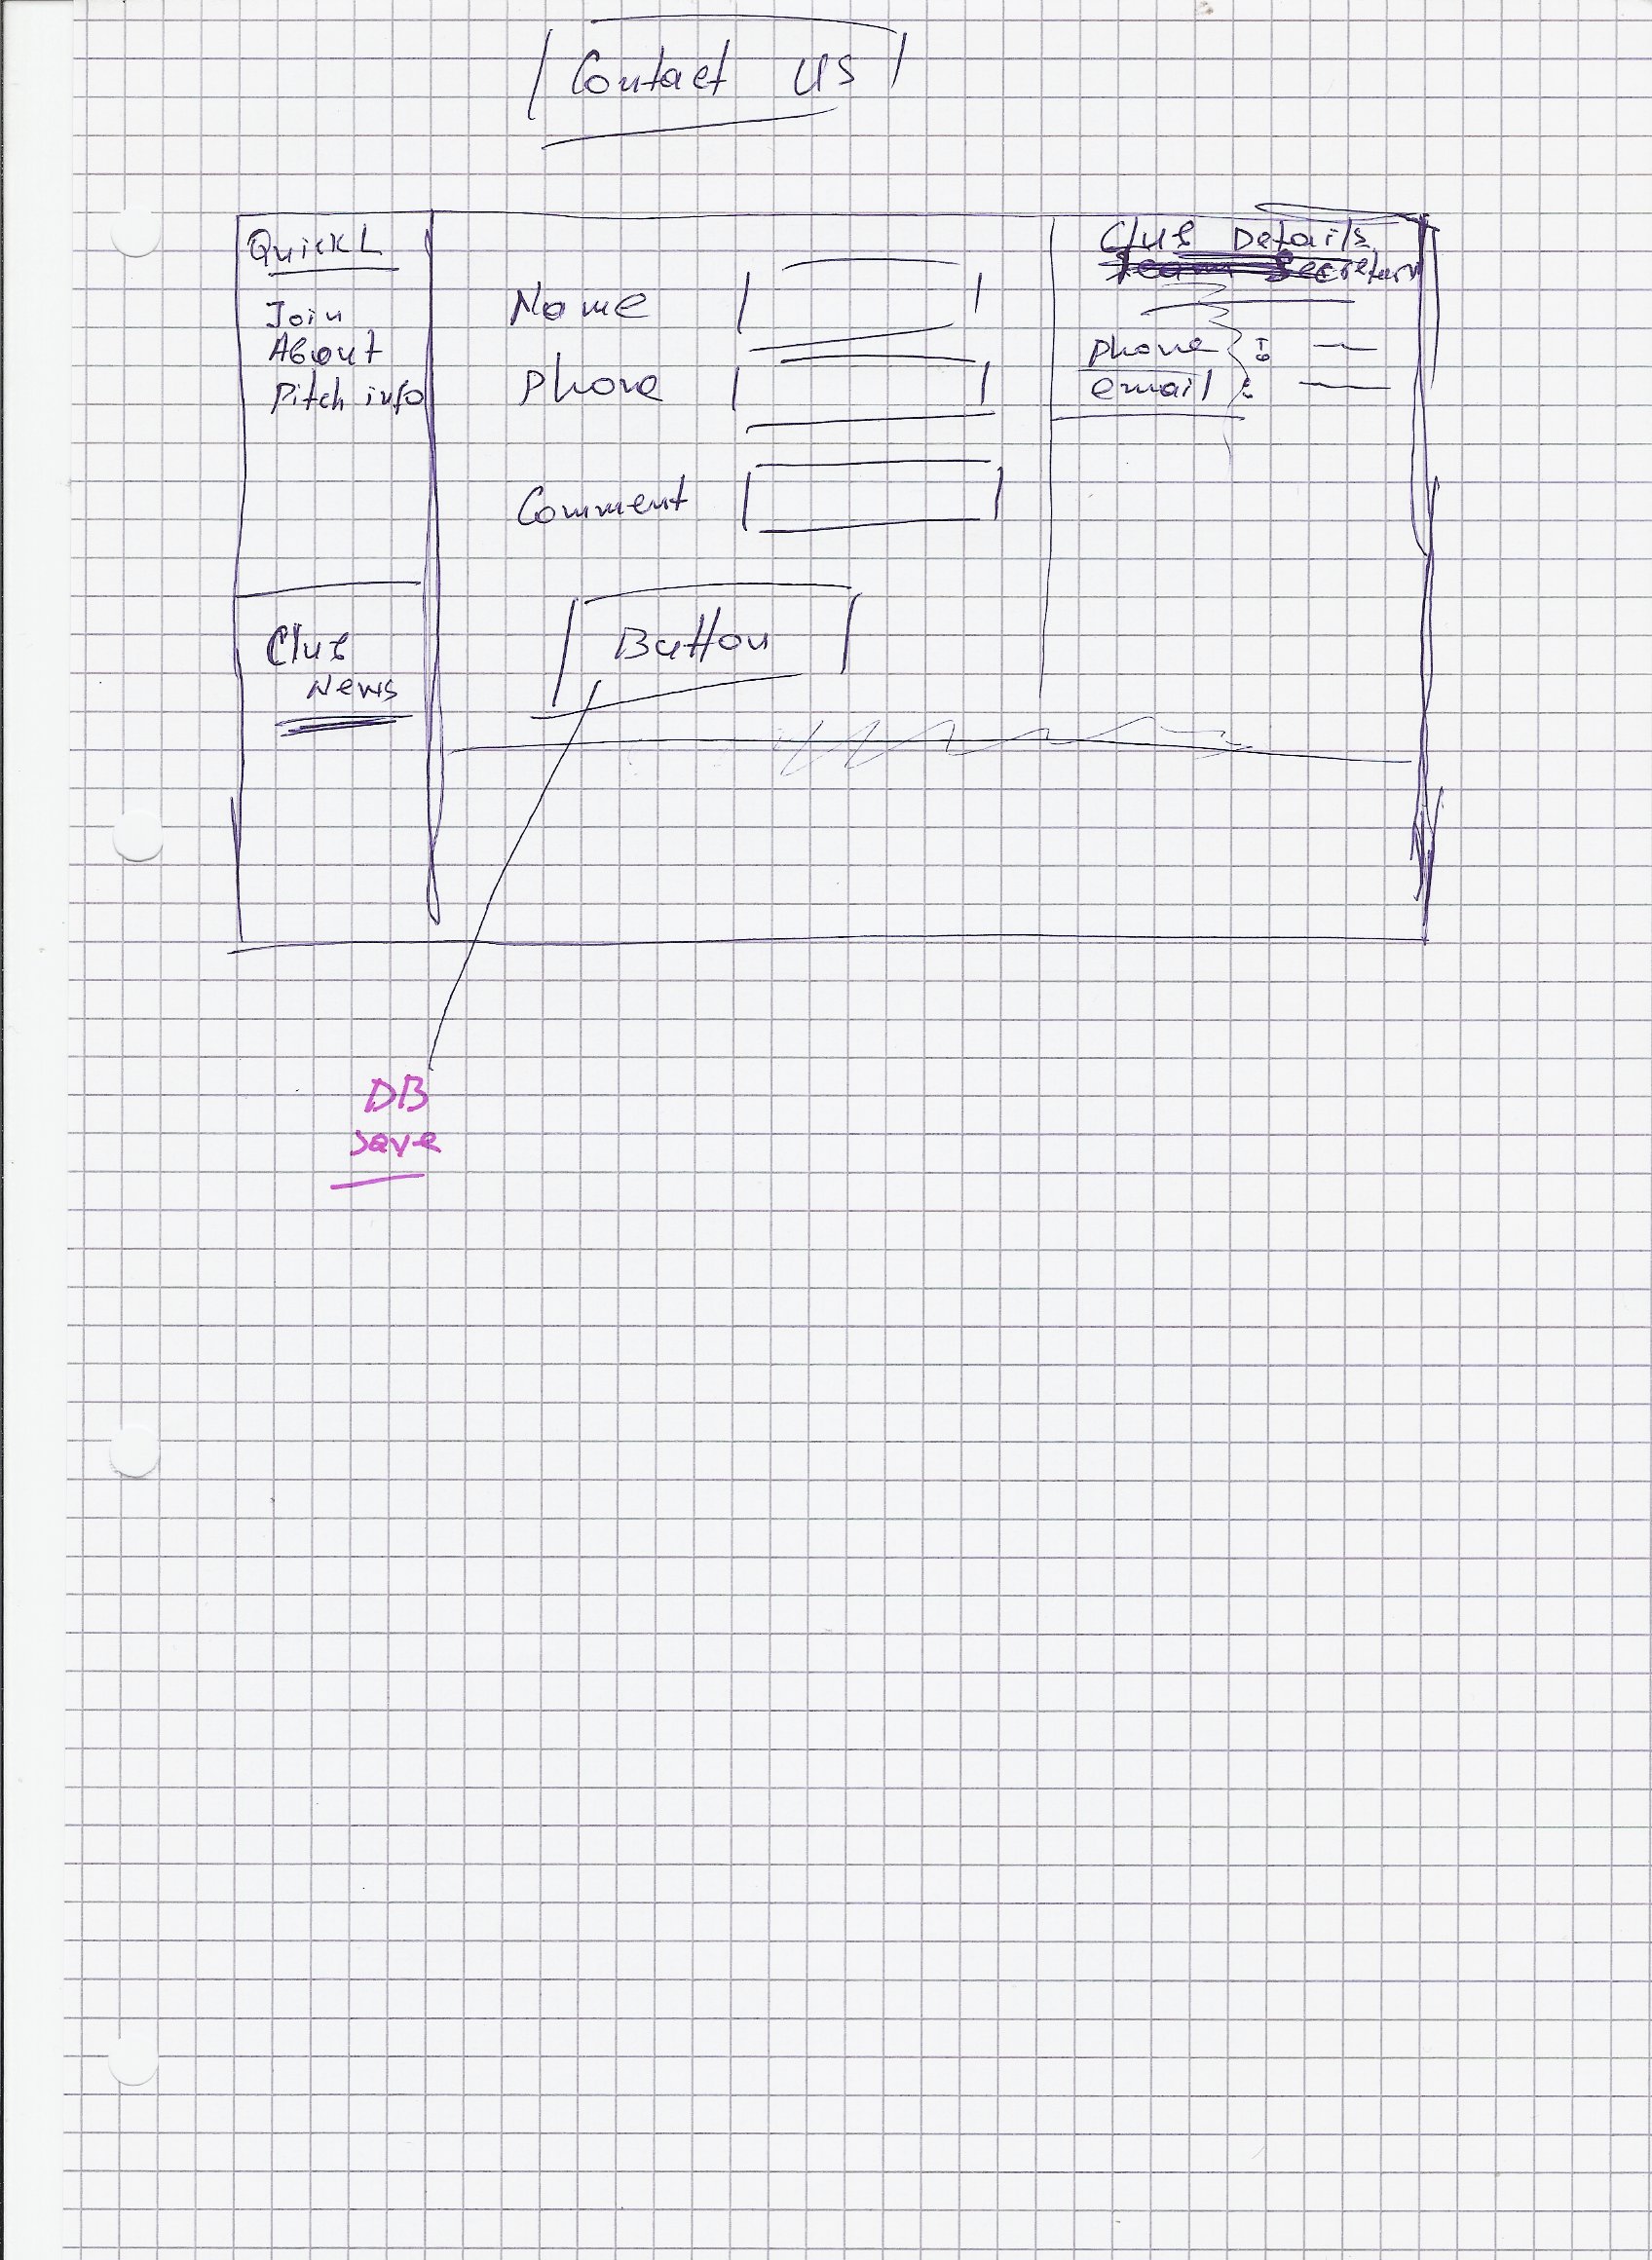 Contact us
QuickL
Join
About
Pitch info
Club
News
Name
Phone
Comment
Button
Club Details
Team Secretary
phone :
email :
DB
save